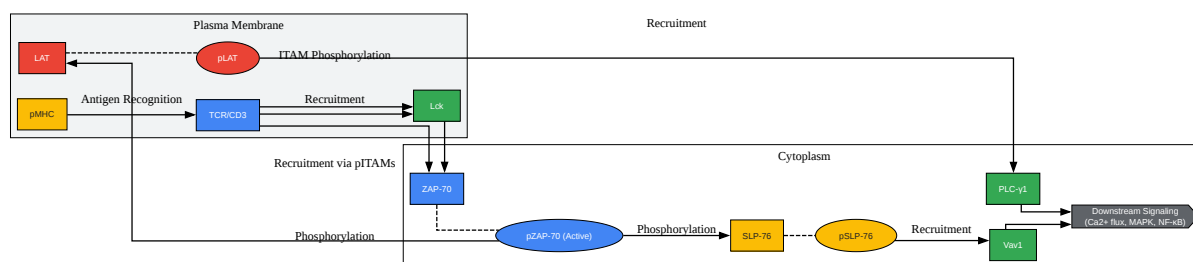 Plasma Membrane
Recruitment
LAT
pLAT
ITAM Phosphorylation
pMHC
Antigen Recognition
TCR/CD3
Recruitment
Lck
Recruitment via pITAMs
Cytoplasm
ZAP-70
PLC-γ1
Downstream Signaling
(Ca2+ flux, MAPK, NF-κB)
Phosphorylation
pZAP-70 (Active)
Phosphorylation
SLP-76
pSLP-76
Recruitment
Vav1